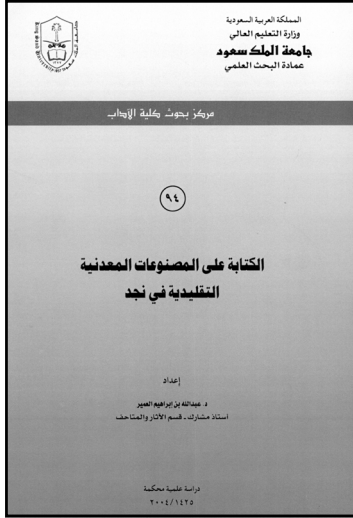 المملكة العربية السعودية
وزارة التعليم العالي
جامعة الملك سعود
عمادة البحث العلمي
مركز بحوث كلية الآداب
٩٤
الكتابة على المصنوعات المعدنية
التقليدية في نجد
إعداد
د. عبدالله بن إبراهيم العمير
أستاذ مشارك ـ قسم الآثار والمتاحف
دراسة علمية محكمة
٢٠٠٤/١٤٢٥